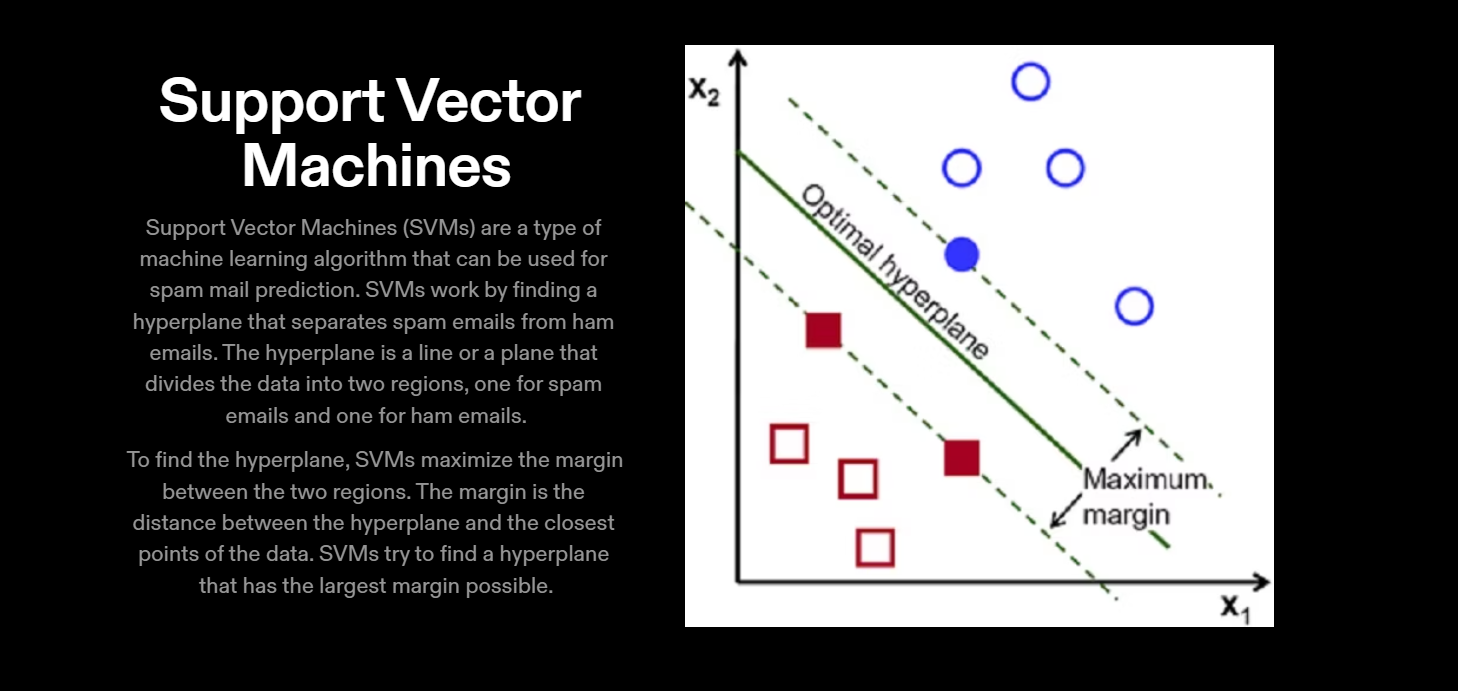 Support Vector
Machines
Support Vector Machines (SVMs) are a type of
machine learning algorithm that can be used for
spam mail prediction. SVMs work by finding a
hyperplane that separates spam emails from ham
emails. The hyperplane is a line or a plane that
divides the data into two regions, one for spam
emails and one for ham emails.
To find the hyperplane, SVMs maximize the margin
between the two regions. The margin is the
distance between the hyperplane and the closest
points of the data. SVMs try to find a hyperplane
that has the largest margin possible.
X2
Optimal hyperplane
Maximum
margin
X1